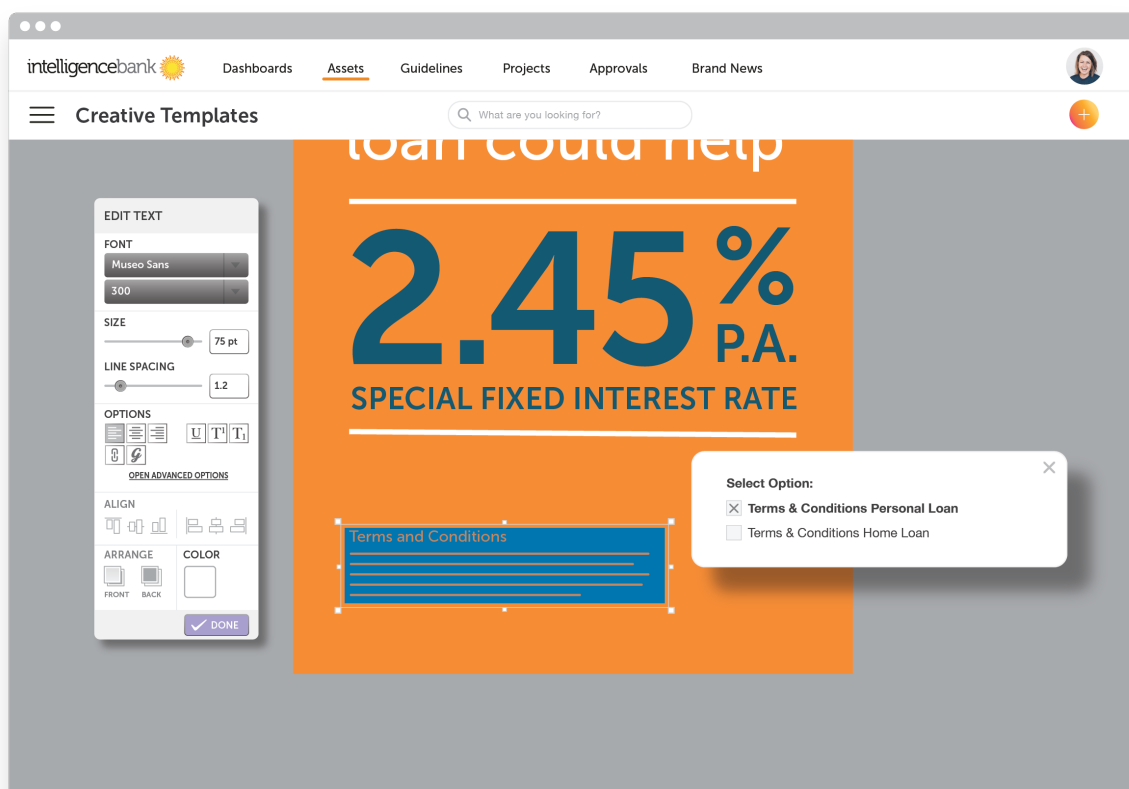 intelligencebank
Dashboards
Assets
Guidelines
Projects
Approvals
Brand News
Creative Templates
What are you looking for?
loan could help
2.45%
P.A.
SPECIAL FIXED INTEREST RATE
EDIT TEXT
FONT
Museo Sans
300
SIZE
75 pt
LINE SPACING
1.2
OPTIONS
U T¹ T₁
OPEN ADVANCED OPTIONS
ALIGN
ARRANGE
COLOR
FRONT
BACK
DONE
Terms and Conditions
Select Option:
Terms & Conditions Personal Loan
Terms & Conditions Home Loan